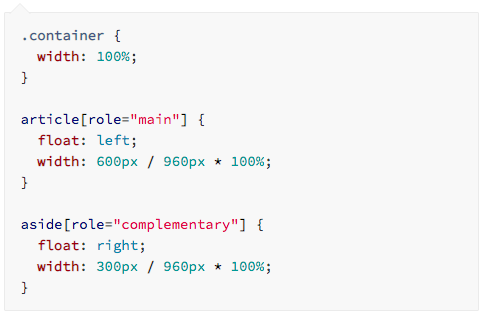 .container {
  width: 100%;
}

article[role="main"] {
  float: left;
  width: 600px / 960px * 100%;
}

aside[role="complementary"] {
  float: right;
  width: 300px / 960px * 100%;
}